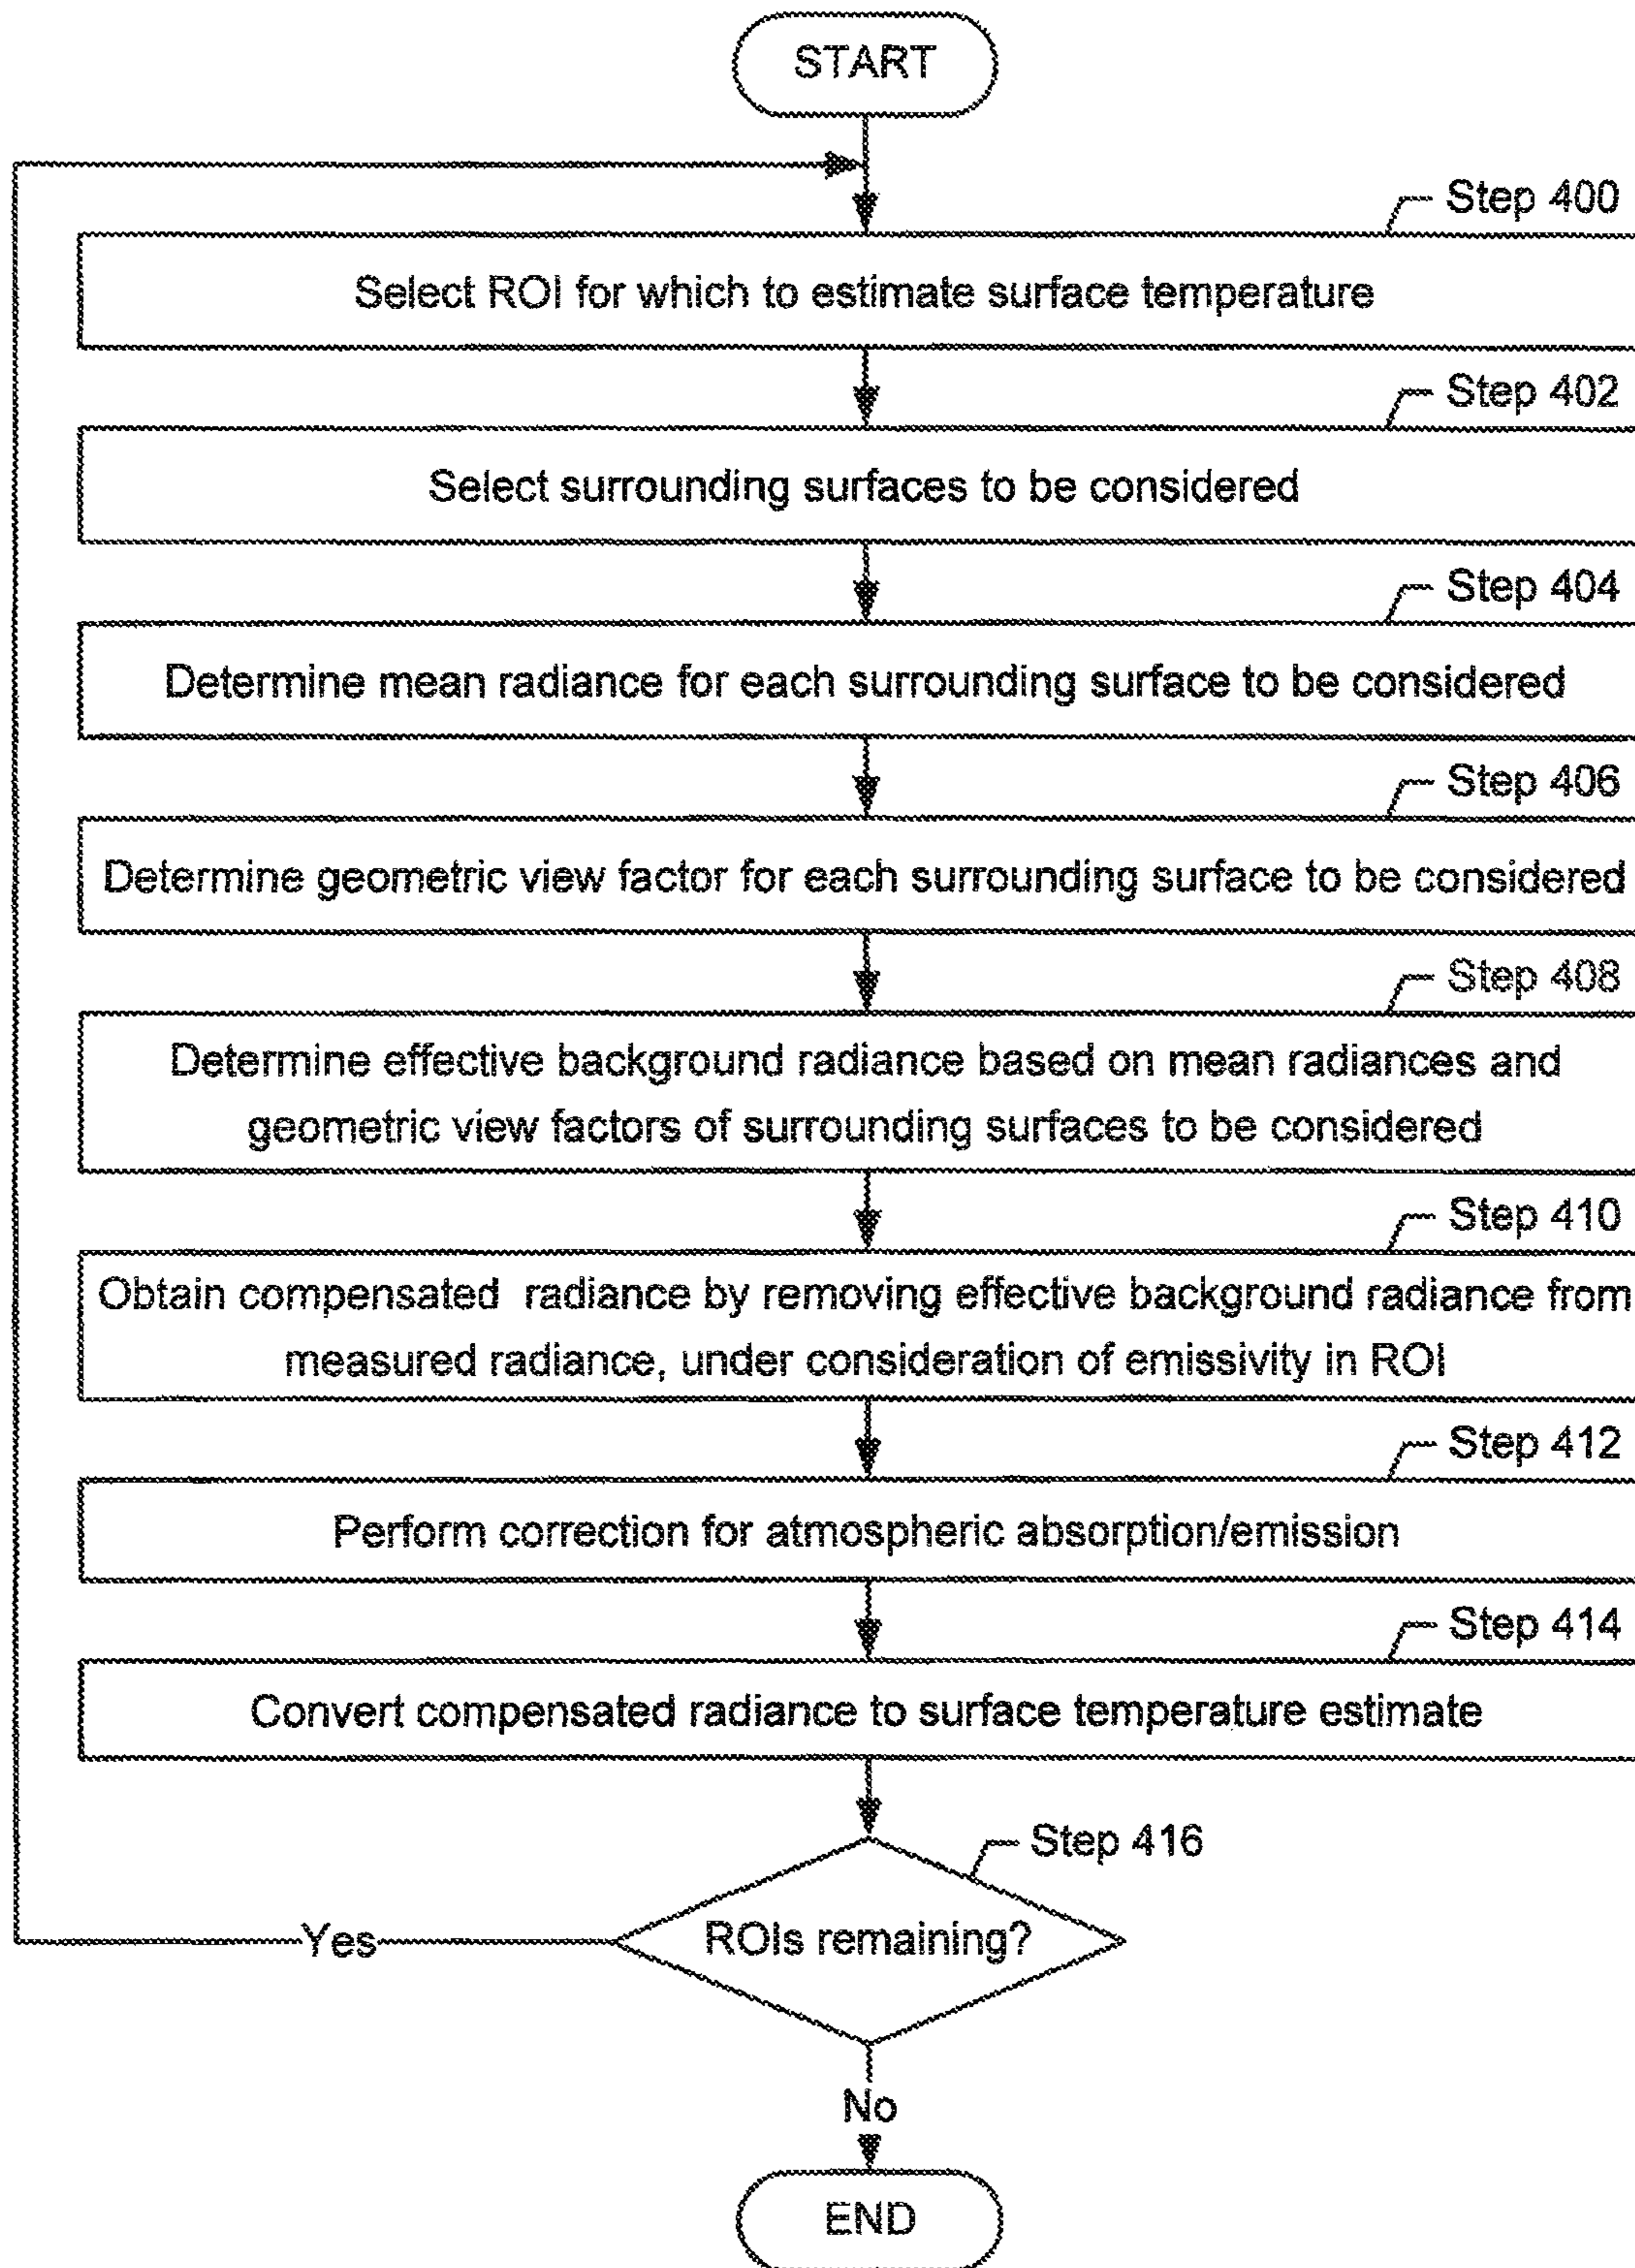 START
Step 400
Select ROI for which to estimate surface temperature
Step 402
Select surrounding surfaces to be considered
Step 404
Determine mean radiance for each surrounding surface to be considered
Step 406
Determine geometric view factor for each surrounding surface to be considered
Step 408
Determine effective background radiance based on mean radiances and
geometric view factors of surrounding surfaces to be considered
Step 410
Obtain compensated radiance by removing effective background radiance from
measured radiance, under consideration of emissivity in ROI
Step 412
Perform correction for atmospheric absorption/emission
Step 414
Convert compensated radiance to surface temperature estimate
Step 416
ROIs remaining?
Yes
No
END